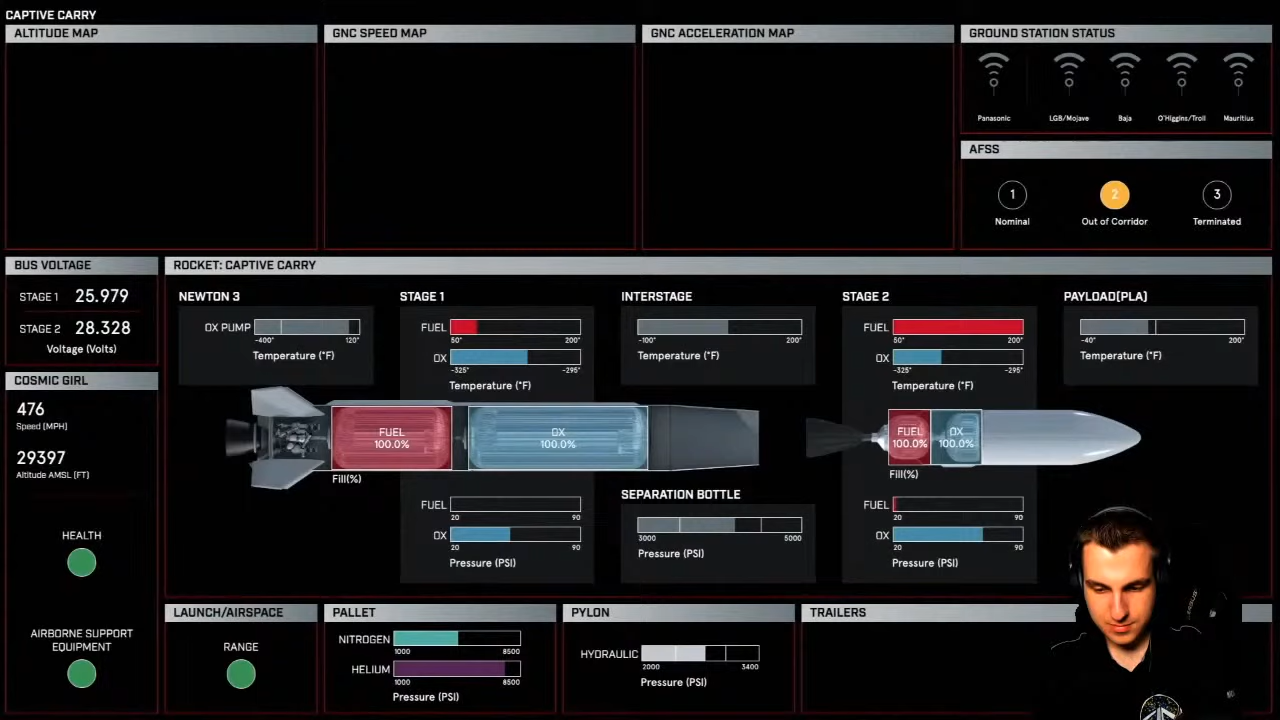 CAPTIVE CARRY
ALTITUDE MAP
GNC SPEED MAP
GNC ACCELERATION MAP
GROUND STATION STATUS
Panasonic
LGB/Mojave
Baja
O'Higgins/Troll
Mauritius
AFSS
1
2
3
Nominal
Out of Corridor
Terminated
BUS VOLTAGE
STAGE 1 25.979
STAGE 2 28.328
Voltage (Volts)
COSMIC GIRL
476
Speed (MPH)
29397
Altitude AMSL (FT)
HEALTH
AIRBORNE SUPPORT
EQUIPMENT
ROCKET: CAPTIVE CARRY
NEWTON 3
OX PUMP
-400° 120°
Temperature (°F)
STAGE 1
FUEL
50° 200°
OX
-325° -295°
Temperature (°F)
INTERSTAGE
-100° 200°
Temperature (°F)
STAGE 2
FUEL
50° 200°
OX
-325° -295°
Temperature (°F)
PAYLOAD(PLA)
-40° 200°
Temperature (°F)
FUEL
100.0%
OX
100.0%
Fill(%)
FUEL
100.0%
OX
100.0%
Fill(%)
FUEL
20 90
OX
20 90
Pressure (PSI)
SEPARATION BOTTLE
3000 5000
Pressure (PSI)
FUEL
20 90
OX
20 90
Pressure (PSI)
LAUNCH/AIRSPACE
RANGE
PALLET
NITROGEN
1000 8500
HELIUM
1000 8500
Pressure (PSI)
PYLON
HYDRAULIC
2000 3400
Pressure (PSI)
TRAILERS